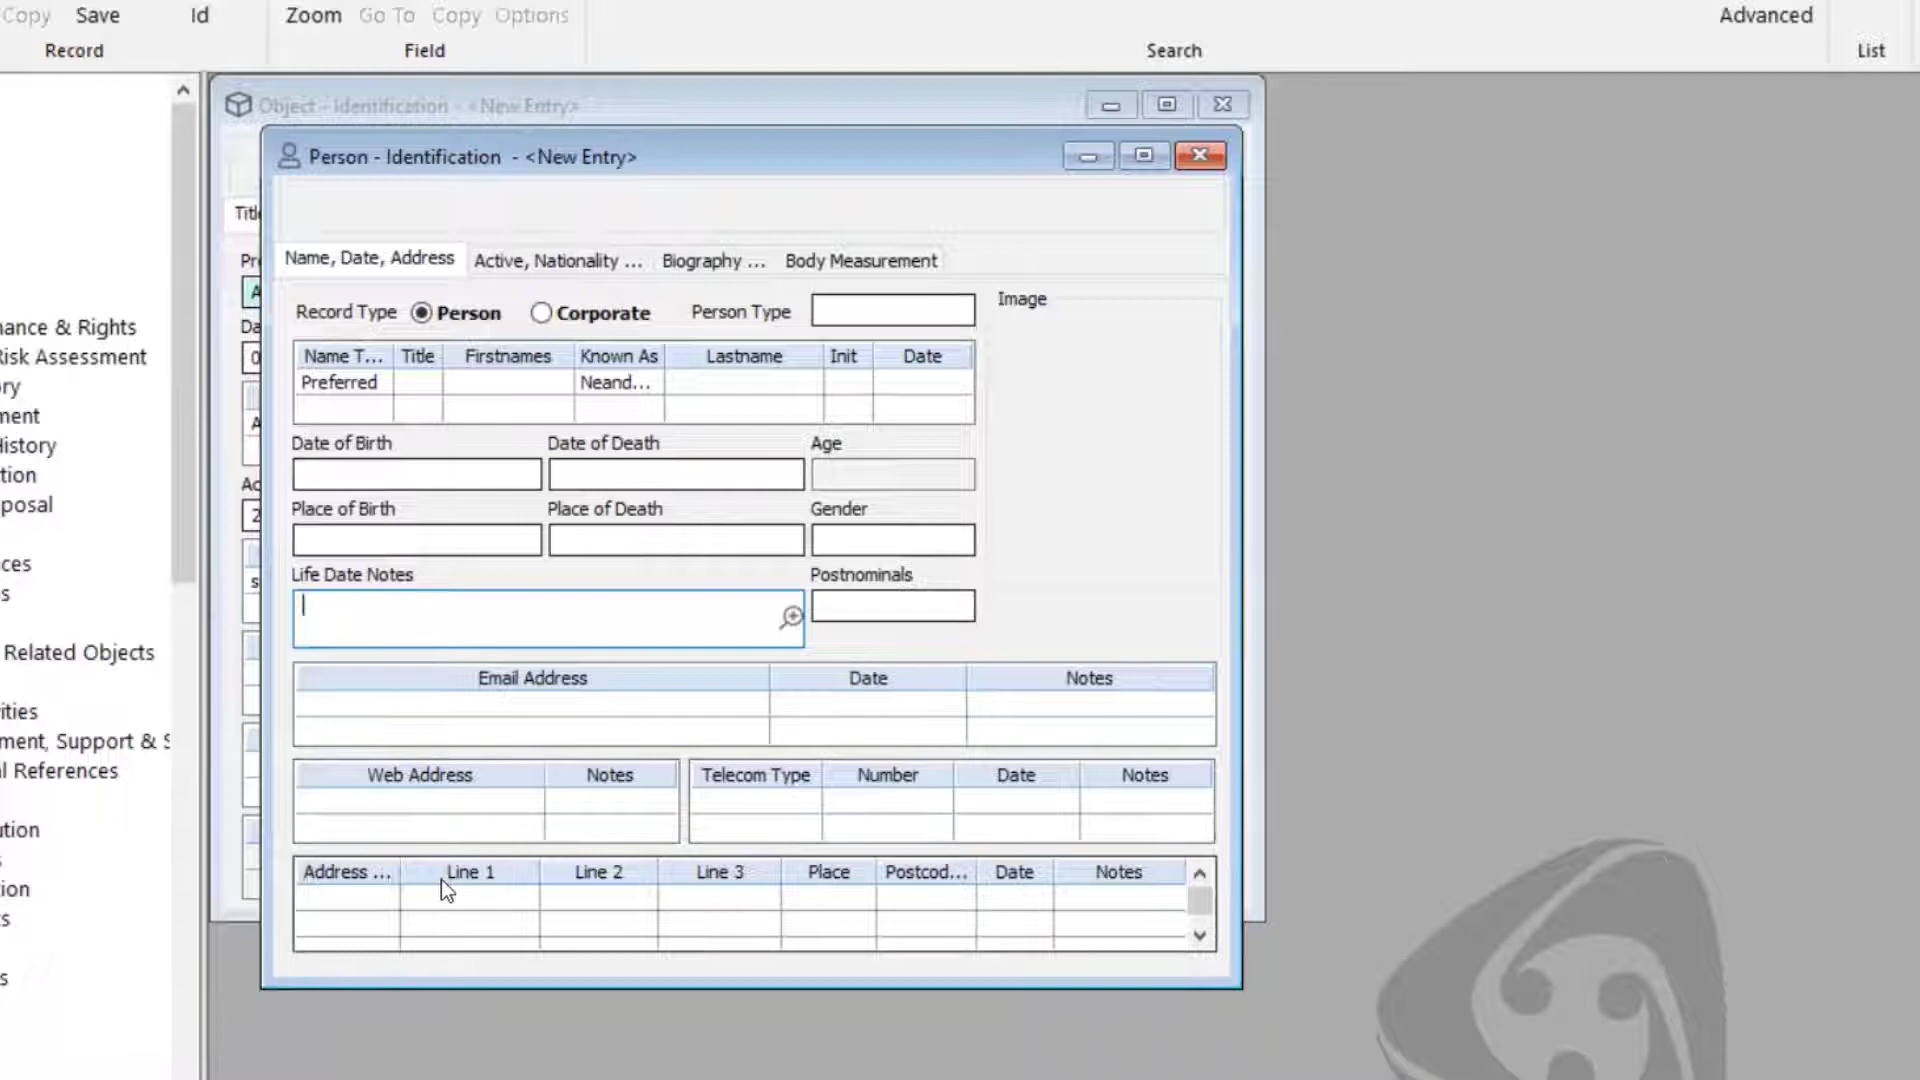 Copy Save Id Zoom Go To Copy Options Advanced
Record Field Search List
Object - Identification - <New Entry>
Person - Identification - <New Entry>
Name, Date, Address Active, Nationality ... Biography ... Body Measurement
Record Type Person Corporate Person Type Image
Name T... Title Firstnames Known As Lastname Init Date
Preferred Neand...
Date of Birth Date of Death Age
Place of Birth Place of Death Gender
Life Date Notes Postnominals
Email Address Date Notes
Web Address Notes Telecom Type Number Date Notes
Address ... Line 1 Line 2 Line 3 Place Postcod... Date Notes
nance & Rights
Risk Assessment
ry
ment
History
tion
posal
ces
s
Related Objects
ities
ment, Support & S
l References
ution
s
ion
s
s
Titl
Pr
A
Da
0
A
Ac
2
s